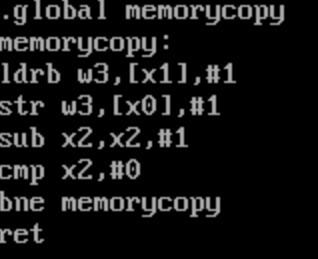 .global memorycopy
memorycopy:
ldrb w3,[x1],#1
str w3,[x0],#1
sub x2,x2,#1
cmp x2,#0
bne memorycopy
ret